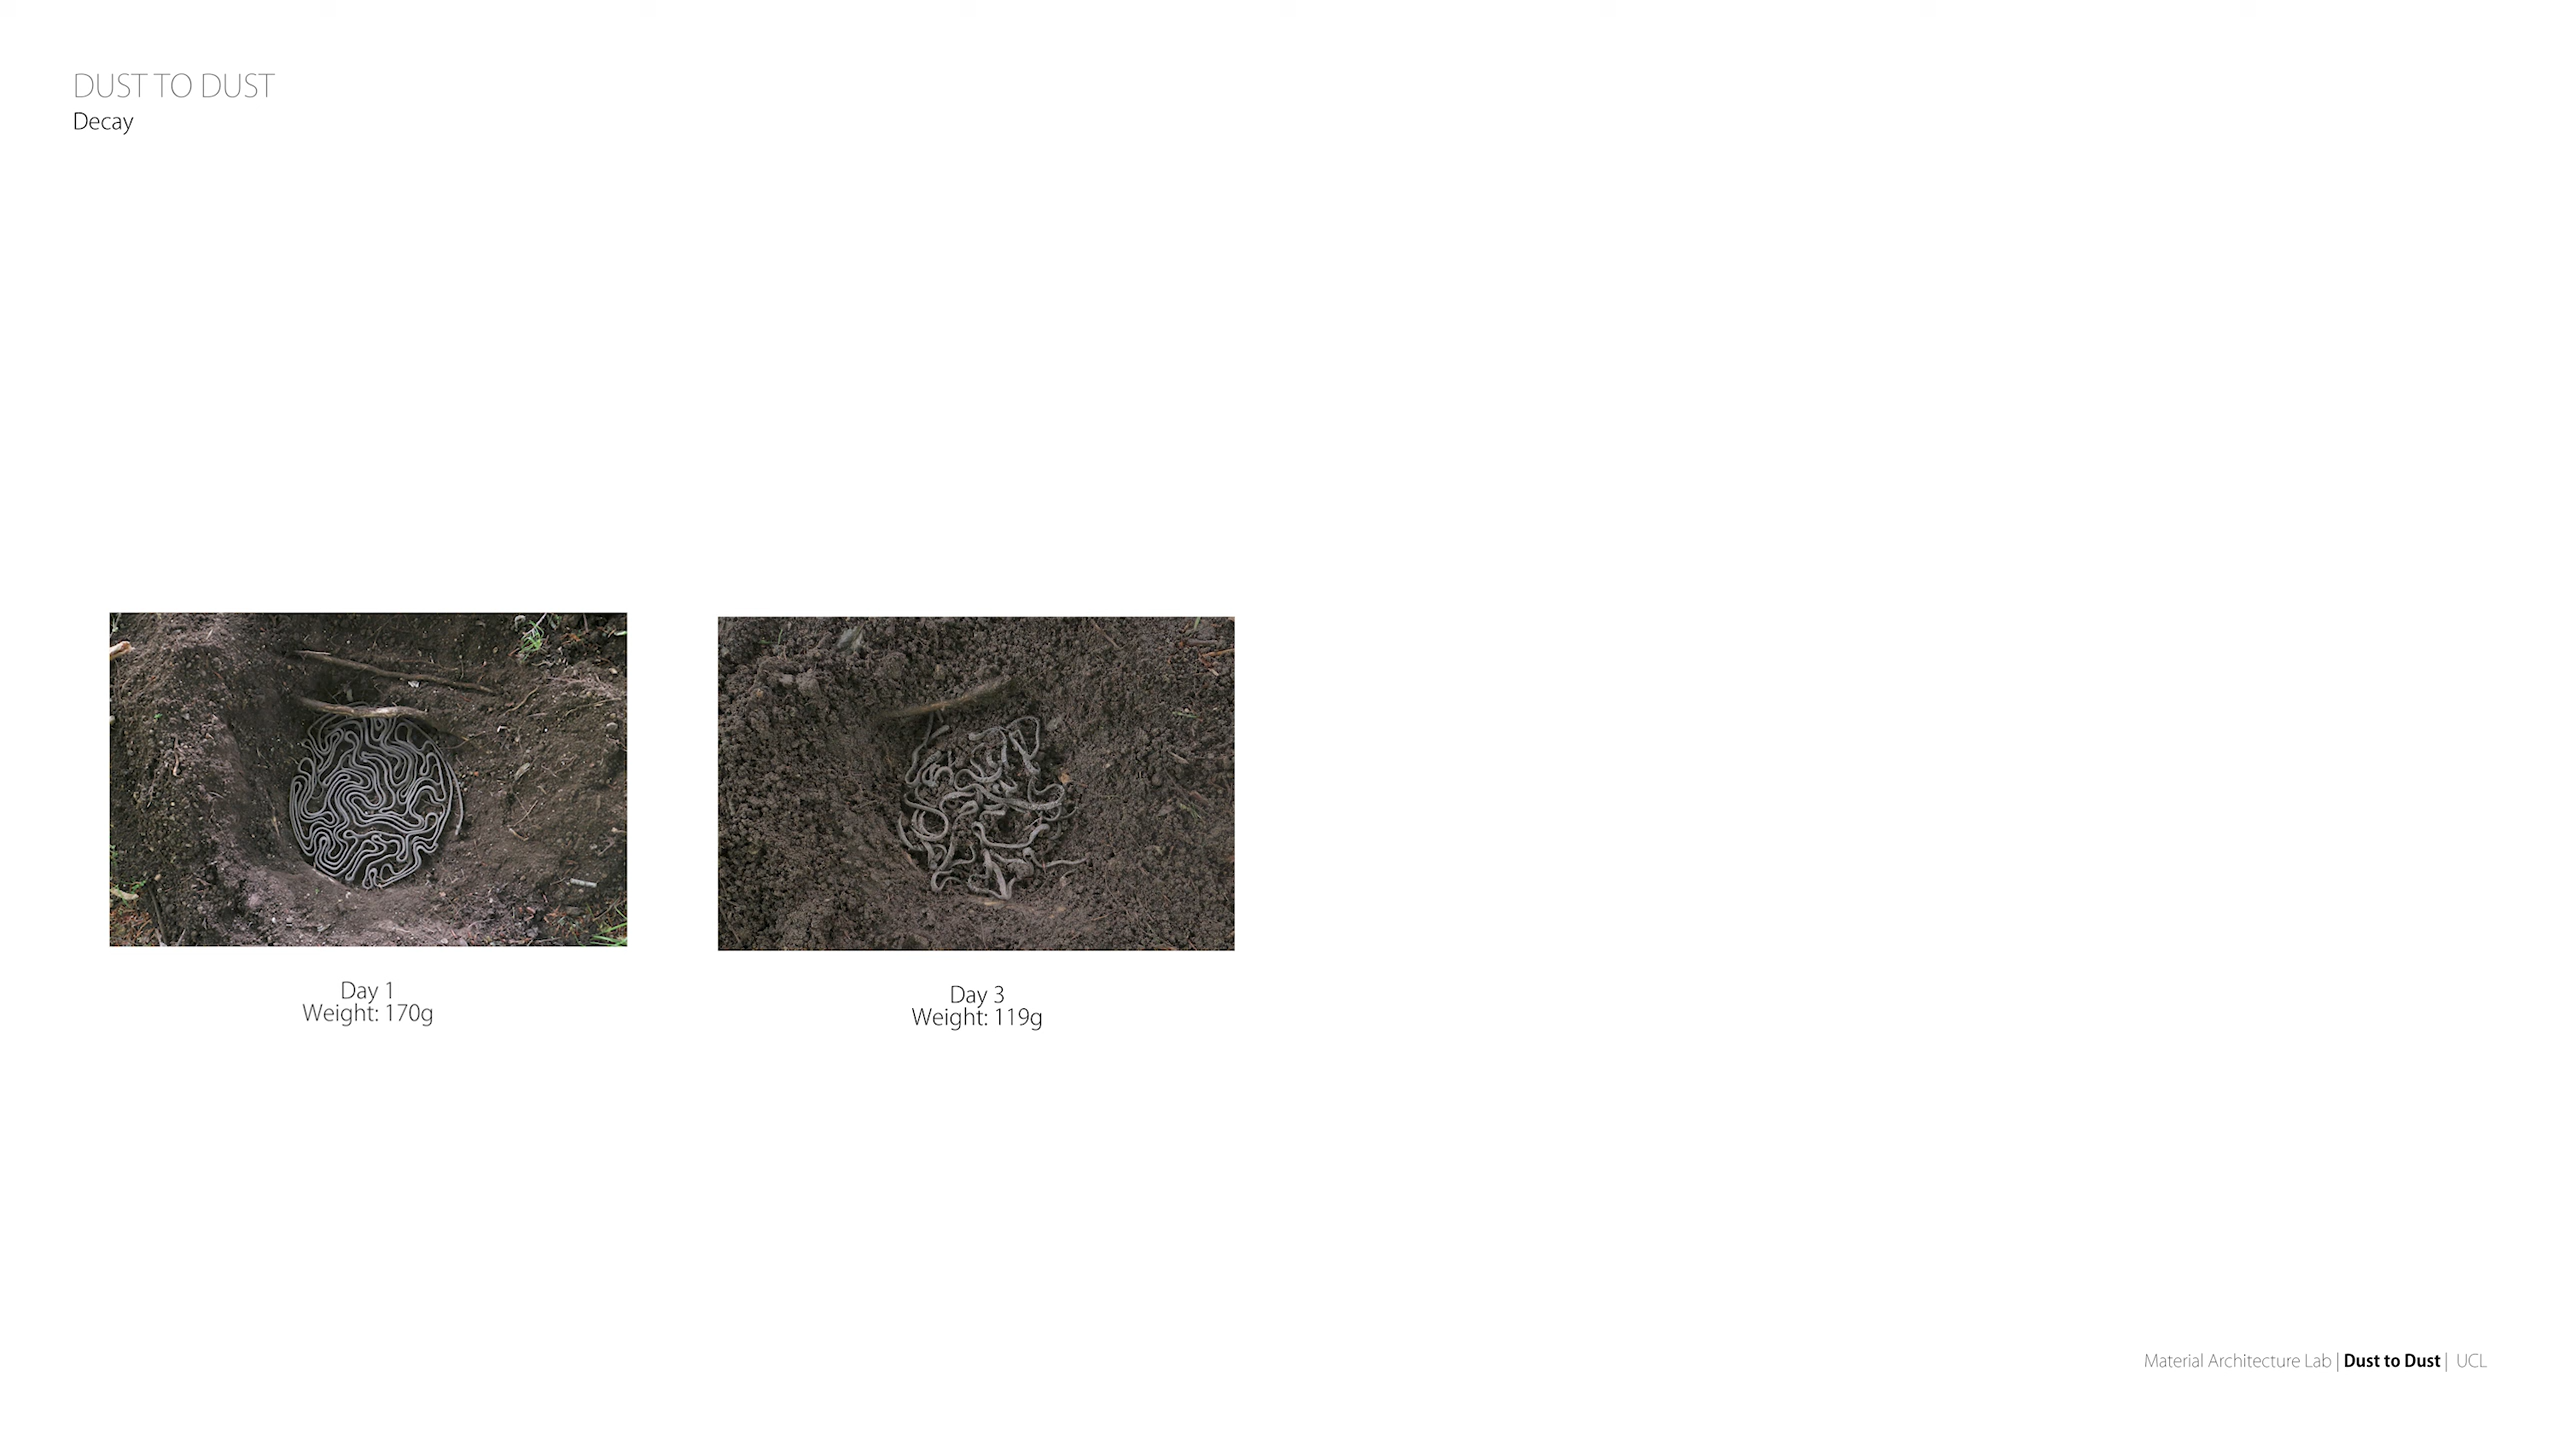 DUST TO DUST
Decay
Day 1
Weight: 170g
Day 3
Weight: 119g
Material Architecture Lab | Dust to Dust | UCL